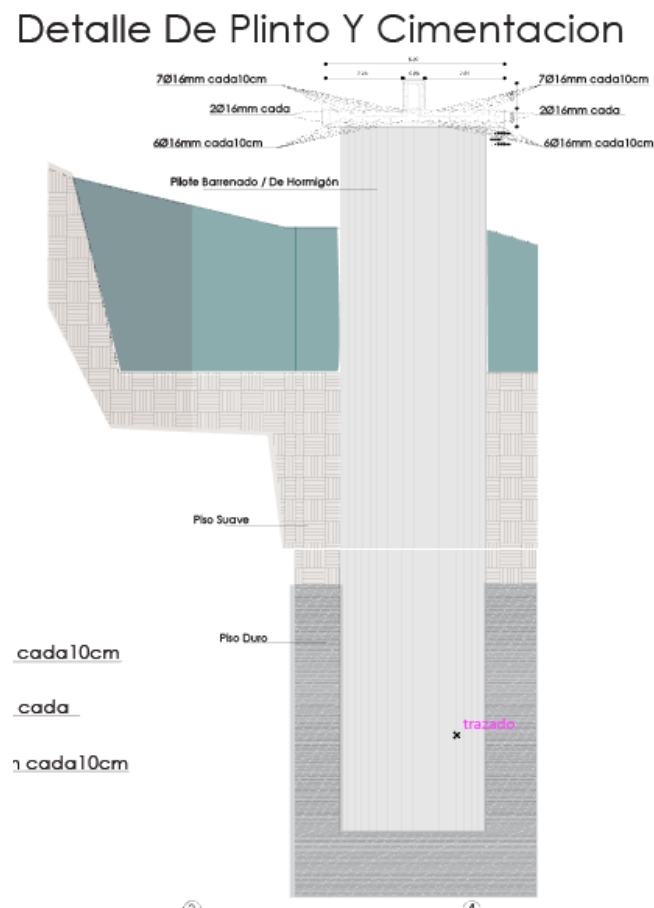 Detalle De Plinto Y Cimentacion
7Ø16mm cada10cm
7Ø16mm cada10cm
2Ø16mm cada
2Ø16mm cada
6Ø16mm cada10cm
6Ø16mm cada10cm
Pilote Barrenado / De Hormigón
Piso Suave
Piso Duro
cada10cm
cada
cada10cm
trazado